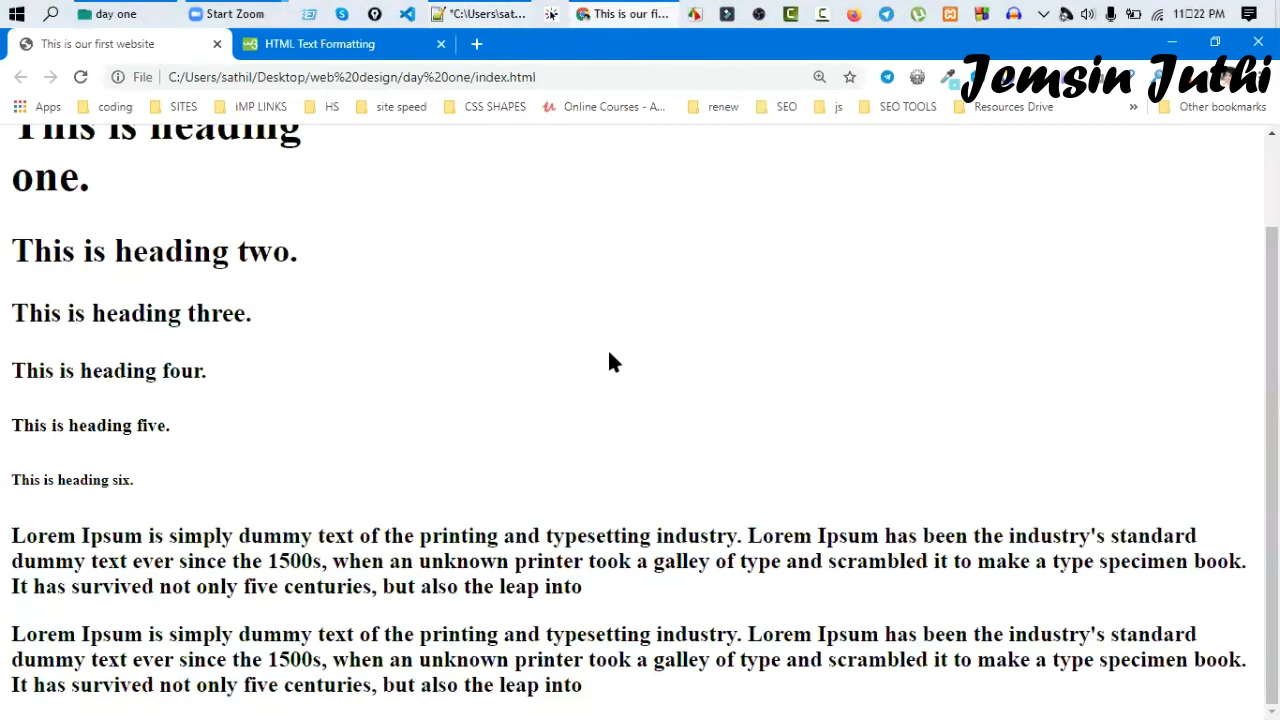 day one
Start Zoom
*C:\Users\sat...
This is our fi...
11:22 PM
This is our first website
HTML Text Formatting
File
C:/Users/sathil/Desktop/web%20design/day%20one/index.html
Jemsin Juthi
Apps
coding
SITES
IMP LINKS
HS
site speed
CSS SHAPES
Online Courses - A...
renew
SEO
js
SEO TOOLS
Resources Drive
»
Other bookmarks
This is heading
one.
This is heading two.
This is heading three.
This is heading four.
This is heading five.
This is heading six.
Lorem Ipsum is simply dummy text of the printing and typesetting industry. Lorem Ipsum has been the industry's standard
dummy text ever since the 1500s, when an unknown printer took a galley of type and scrambled it to make a type specimen book.
It has survived not only five centuries, but also the leap into
Lorem Ipsum is simply dummy text of the printing and typesetting industry. Lorem Ipsum has been the industry's standard
dummy text ever since the 1500s, when an unknown printer took a galley of type and scrambled it to make a type specimen book.
It has survived not only five centuries, but also the leap into